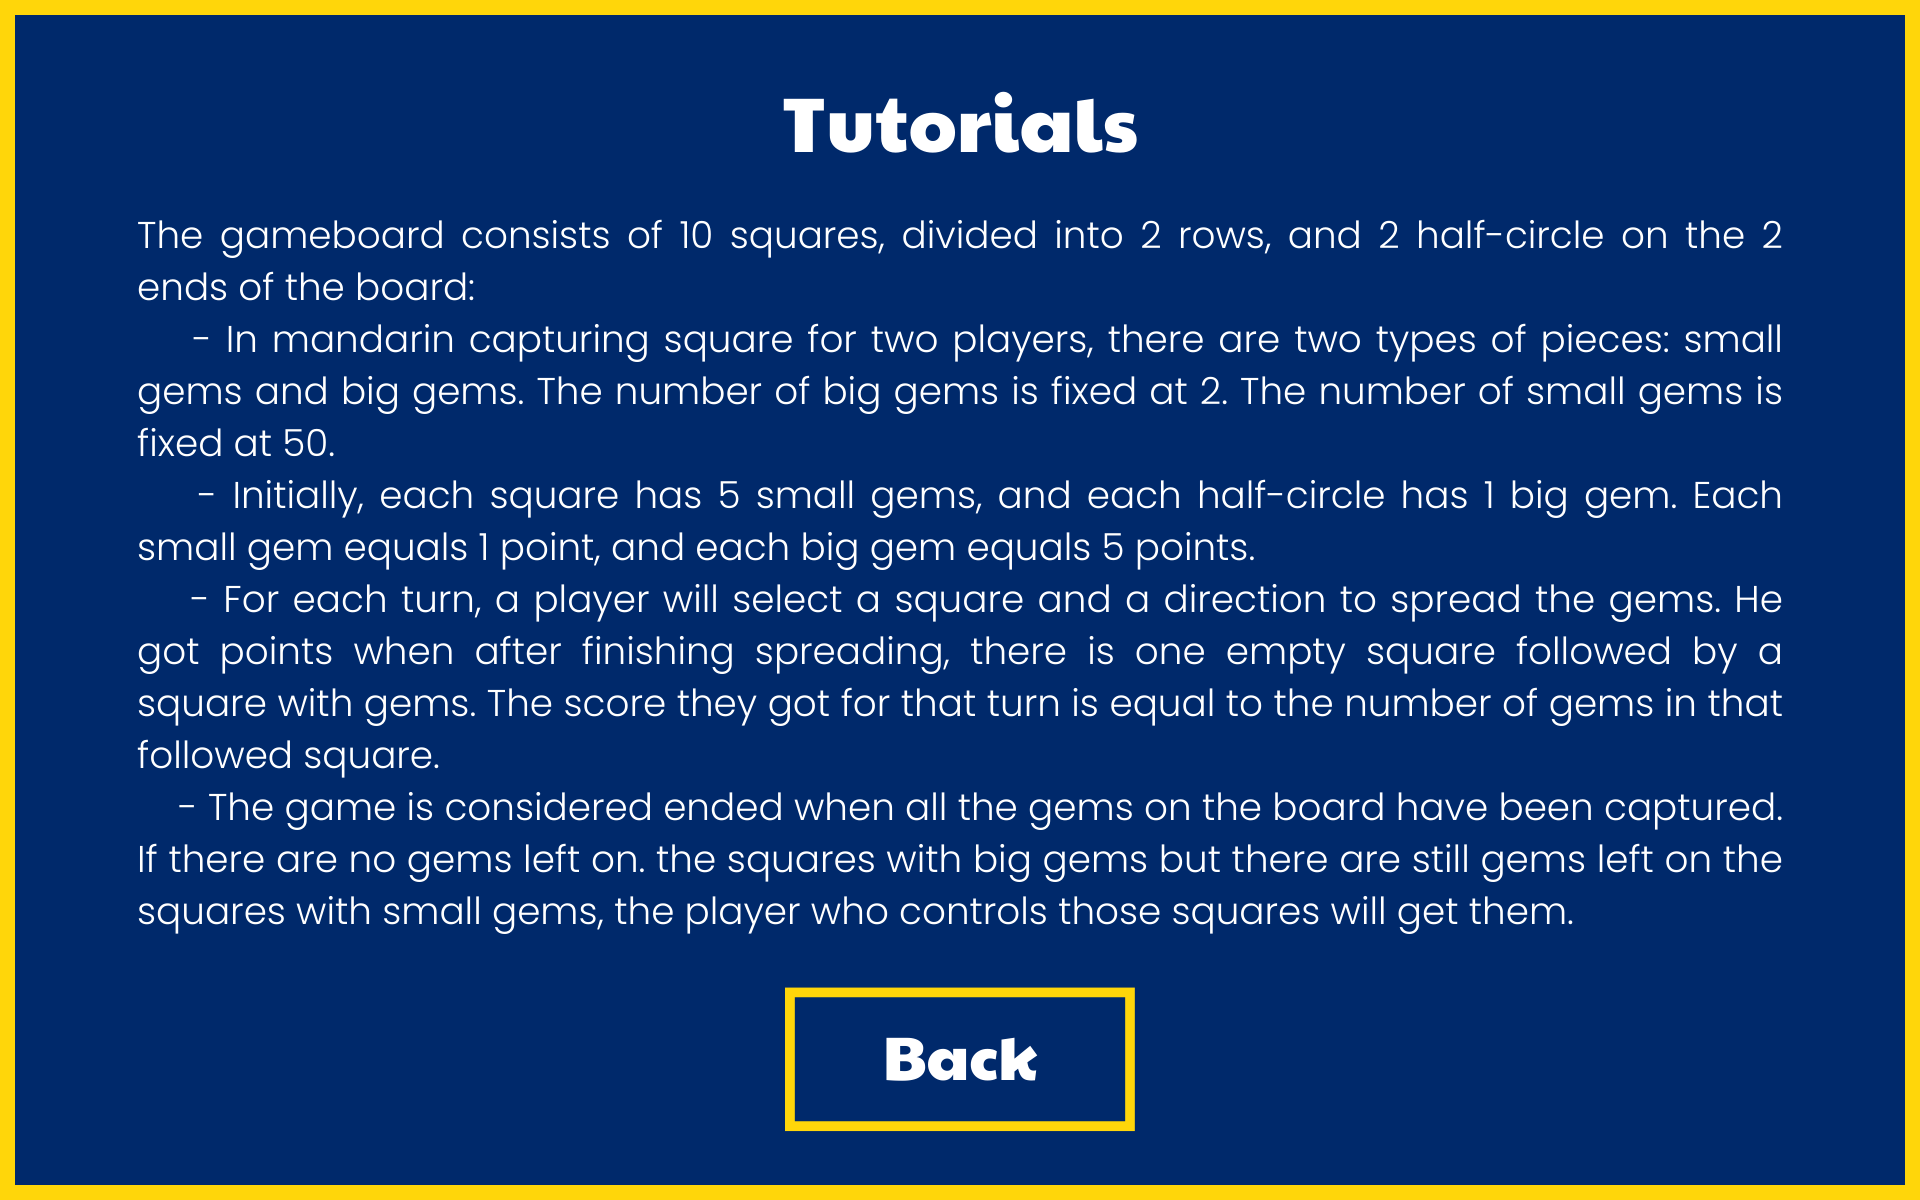 Tutorials
The gameboard consists of 10 squares, divided into 2 rows, and 2 half-circle on the 2
ends of the board:
- In mandarin capturing square for two players, there are two types of pieces: small
gems and big gems. The number of big gems is fixed at 2. The number of small gems is
fixed at 50.
- Initially, each square has 5 small gems, and each half-circle has 1 big gem. Each
small gem equals 1 point, and each big gem equals 5 points.
- For each turn, a player will select a square and a direction to spread the gems. He
got points when after finishing spreading, there is one empty square followed by a
square with gems. The score they got for that turn is equal to the number of gems in that
followed square.
- The game is considered ended when all the gems on the board have been captured.
If there are no gems left on. the squares with big gems but there are still gems left on the
squares with small gems, the player who controls those squares will get them.
Back